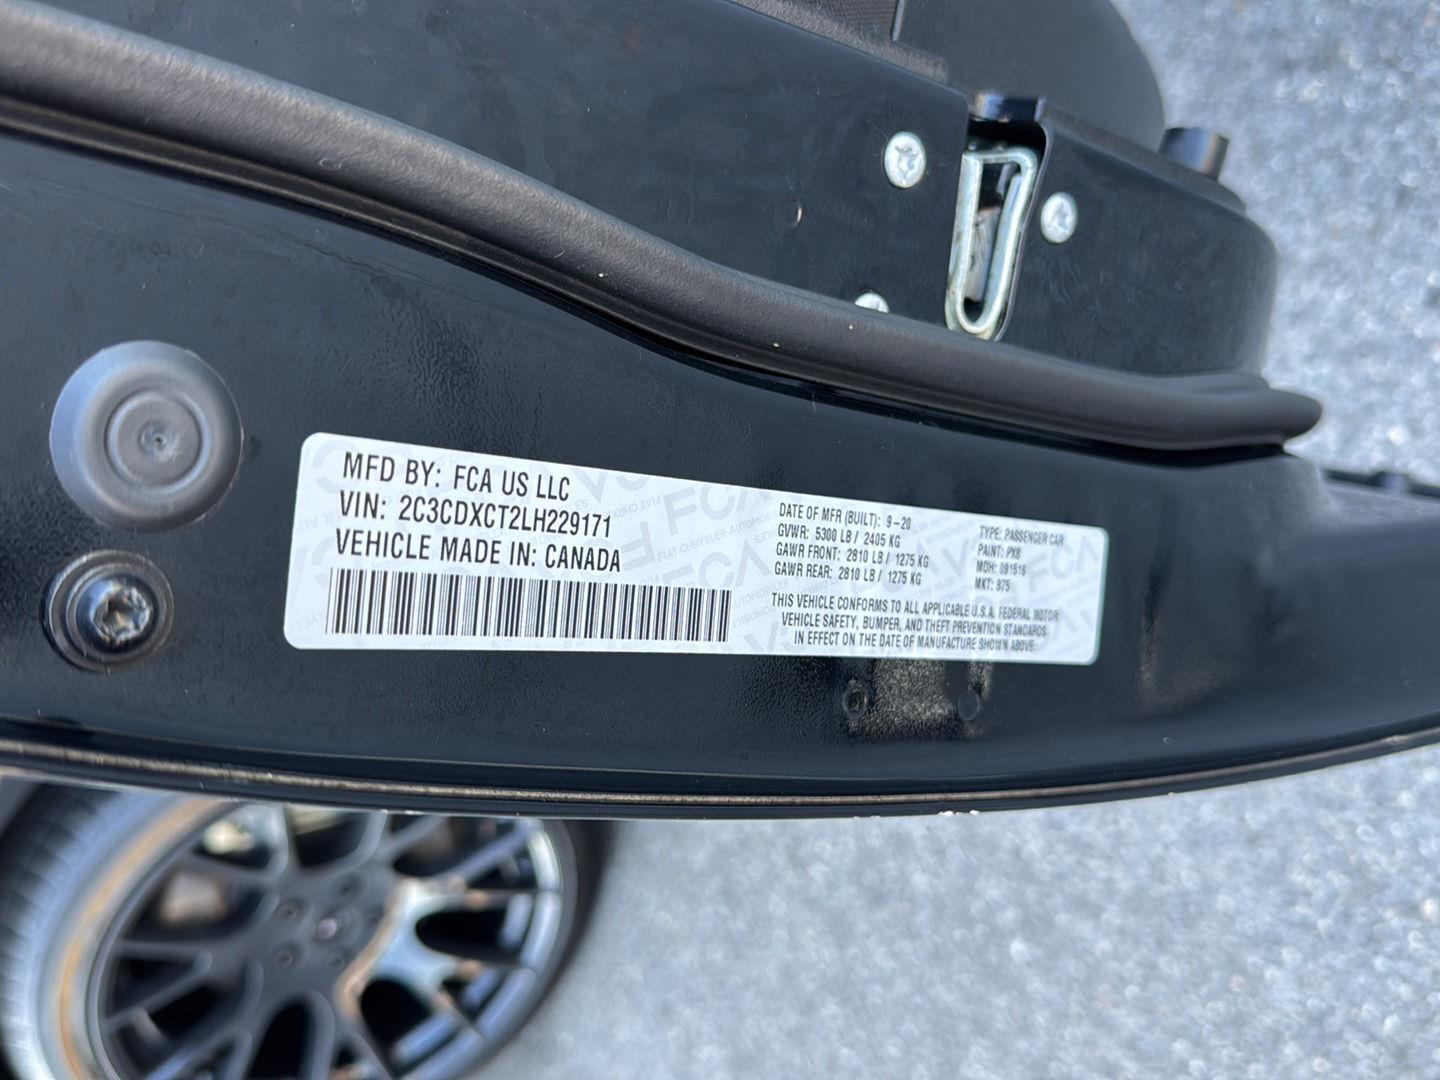 MFD BY: FCA US LLC
VIN: 2C3CDXCT2LH229171
VEHICLE MADE IN: CANADA
DATE OF MFR (BUILT): 9-20
GVWR: 5300 LB / 2405 KG
GAWR FRONT: 2810 LB / 1275 KG
GAWR REAR: 2810 LB / 1275 KG
TYPE: PASSENGER CAR
PAINT: PX8
MDH: 091516
MKT: 875
THIS VEHICLE CONFORMS TO ALL APPLICABLE U.S.A. FEDERAL MOTOR
VEHICLE SAFETY, BUMPER, AND THEFT PREVENTION STANDARDS
IN EFFECT ON THE DATE OF MANUFACTURE SHOWN ABOVE.